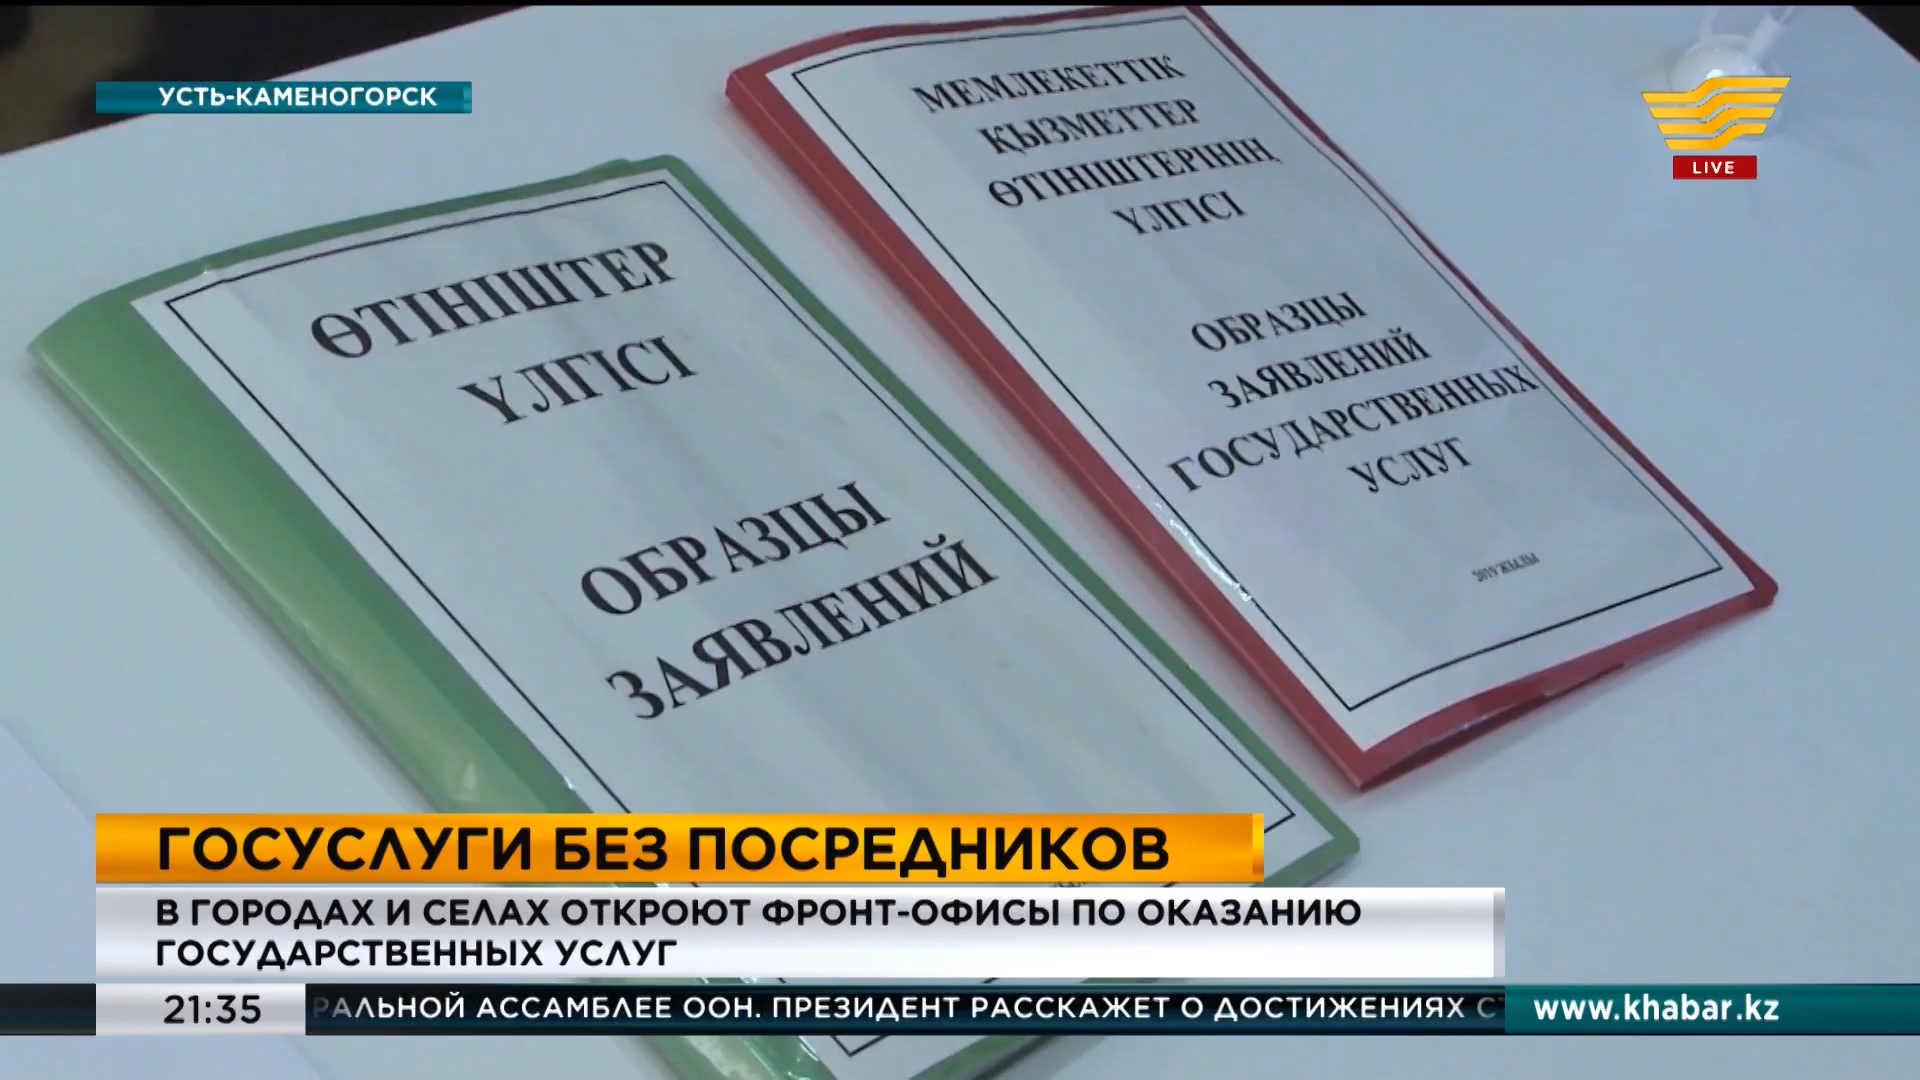 УСТЬ-КАМЕНОГОРСК
LIVE
ӨТІНІШТЕР
ҮЛГІСІ
ОБРАЗЦЫ
ЗАЯВЛЕНИЙ
МЕМЛЕКЕТТІК
ҚЫЗМЕТТЕР
ӨТІНІШТЕРІНІҢ
ҮЛГІСІ
ОБРАЗЦЫ
ЗАЯВЛЕНИЙ
ГОСУДАРСТВЕННЫХ
УСЛУГ
2019 ЖЫЛЫ
ГОСУСЛУГИ БЕЗ ПОСРЕДНИКОВ
В ГОРОДАХ И СЕЛАХ ОТКРОЮТ ФРОНТ-ОФИСЫ ПО ОКАЗАНИЮ
ГОСУДАРСТВЕННЫХ УСЛУГ
21:35 РАЛЬНОЙ АССАМБЛЕЕ ООН. ПРЕЗИДЕНТ РАССКАЖЕТ О ДОСТИЖЕНИЯХ www.khabar.kz